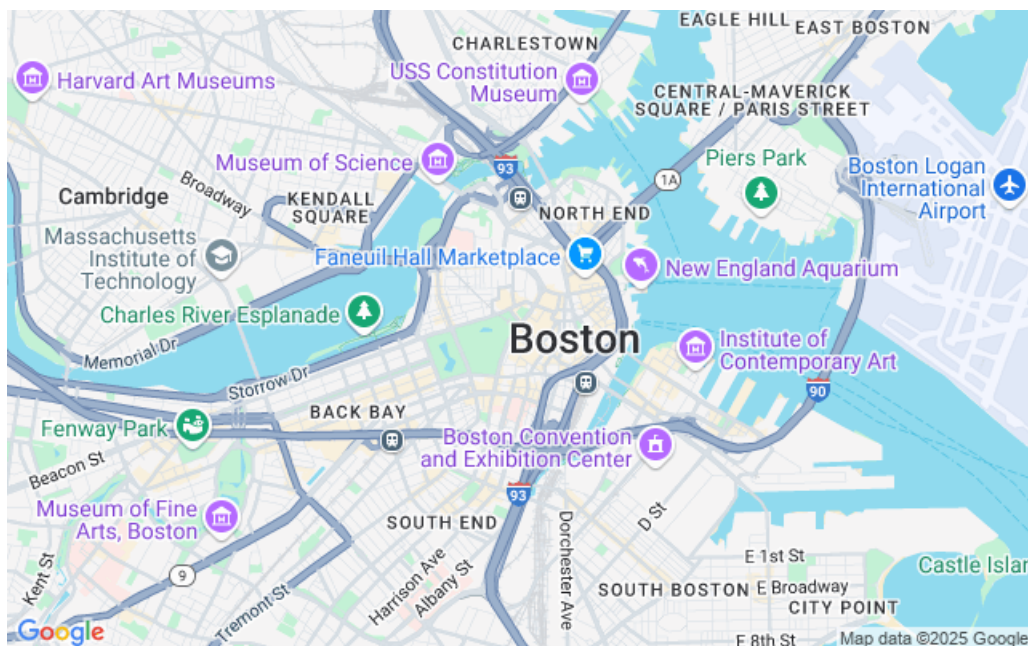 EAGLE HILL
EAST BOSTON
CHARLESTOWN
Harvard Art Museums
USS Constitution
Museum
CENTRAL-MAVERICK
SQUARE / PARIS STREET
Museum of Science
93
1A
Piers Park
Boston Logan
International
Airport
Cambridge
Broadway
KENDALL
SQUARE
NORTH END
Massachusetts
Institute of
Technology
Faneuil Hall Marketplace
New England Aquarium
Charles River Esplanade
Boston
Institute of
Contemporary Art
Memorial Dr
Storrow Dr
90
BACK BAY
Fenway Park
Boston Convention
and Exhibition Center
Beacon St
93
Museum of Fine
Arts, Boston
SOUTH END
D St
Dorchester Ave
Kent St
9
Harrison Ave
Albany St
E 1st St
Castle Islan
SOUTH BOSTON
E Broadway
CITY POINT
Tremont St
E 8th St
Google
Map data ©2025 Google